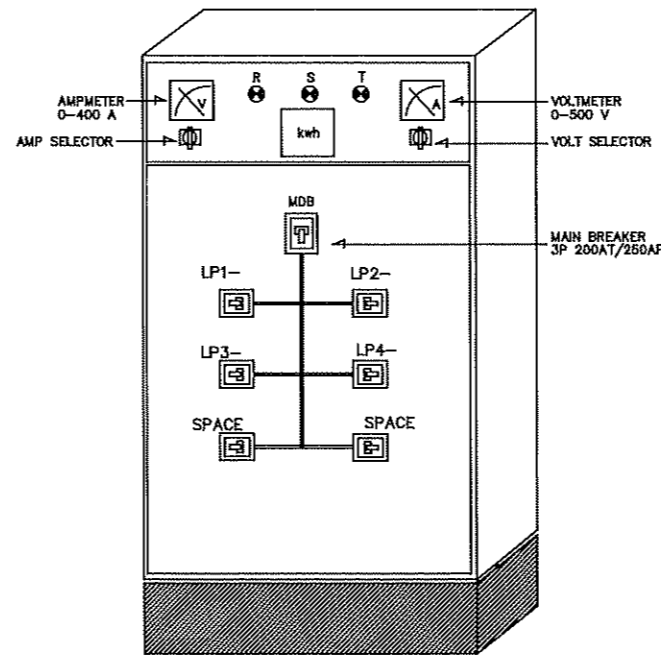 R S T
AMPMETER
0-400 A
V
A
VOLTMETER
0-500 V
AMP SELECTOR
kwh
VOLT SELECTOR
MDB
MAIN BREAKER
3P 200AT/250AF
LP1-
LP2-
LP3-
LP4-
SPACE
SPACE